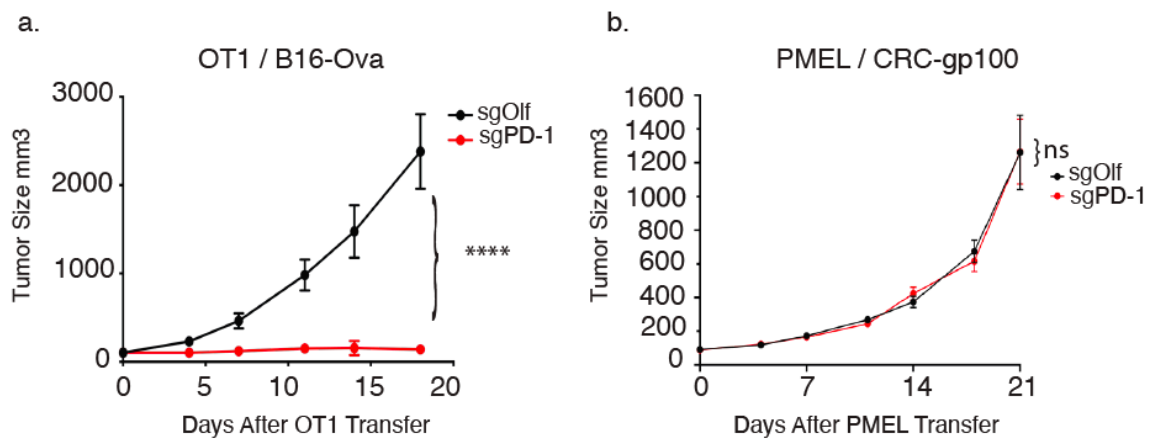 a.
OT1 / B16-Ova
Tumor Size mm3
3000
2000
1000
0
0 5 10 15 20
Days After OT1 Transfer
sgOlf
sgPD-1
****
b.
PMEL / CRC-gp100
Tumor Size mm3
1600
1400
1200
1000
800
600
400
200
0
0 7 14 21
Days After PMEL Transfer
ns
sgOlf
sgPD-1